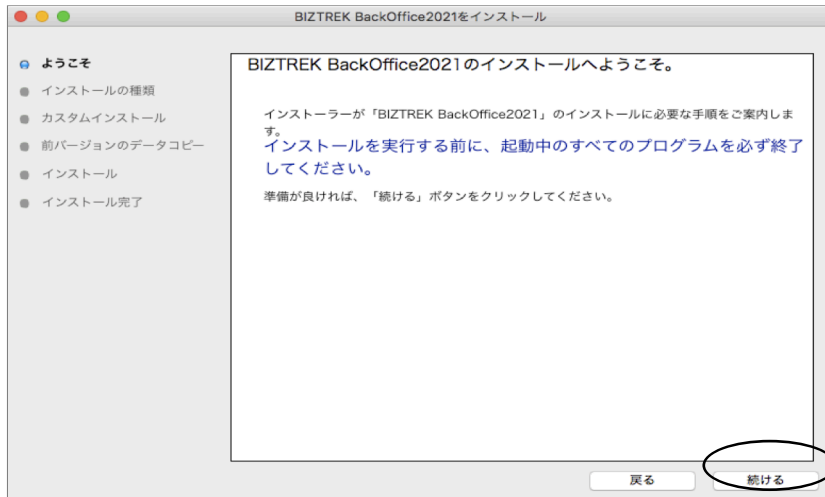 BIZTREK BackOffice2021をインストール
ようこそ
インストールの種類
カスタムインストール
前バージョンのデータコピー
インストール
インストール完了
BIZTREK BackOffice2021のインストールへようこそ。
インストーラーが「BIZTREK BackOffice2021」のインストールに必要な手順をご案内しま
す。
インストールを実行する前に、起動中のすべてのプログラムを必ず終了
してください。
準備が良ければ、「続ける」ボタンをクリックしてください。
戻る
続ける